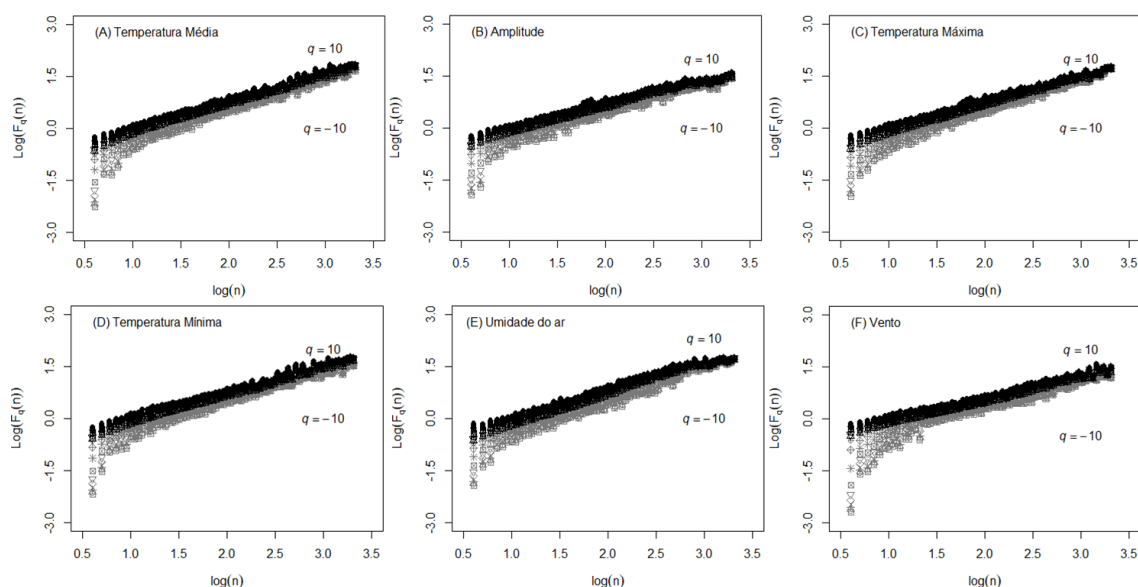 (A) Temperatura Média
q = 10
q = −10
Log(Fq(n))
3.0
1.5
0.0
-1.5
-3.0
0.5 1.0 1.5 2.0 2.5 3.0 3.5
log(n)
(B) Amplitude
q = 10
q = −10
Log(Fq(n))
3.0
1.5
0.0
-1.5
-3.0
0.5 1.0 1.5 2.0 2.5 3.0 3.5
log(n)
(C) Temperatura Máxima
q = 10
q = −10
Log(Fq(n))
3.0
1.5
0.0
-1.5
-3.0
0.5 1.0 1.5 2.0 2.5 3.0 3.5
log(n)
(D) Temperatura Mínima
q = 10
q = −10
Log(Fq(n))
3.0
1.5
0.0
-1.5
-3.0
0.5 1.0 1.5 2.0 2.5 3.0 3.5
log(n)
(E) Umidade do ar
q = 10
q = −10
Log(Fq(n))
3.0
1.5
0.0
-1.5
-3.0
0.5 1.0 1.5 2.0 2.5 3.0 3.5
log(n)
(F) Vento
q = 10
q = −10
Log(Fq(n))
3.0
1.5
0.0
-1.5
-3.0
0.5 1.0 1.5 2.0 2.5 3.0 3.5
log(n)